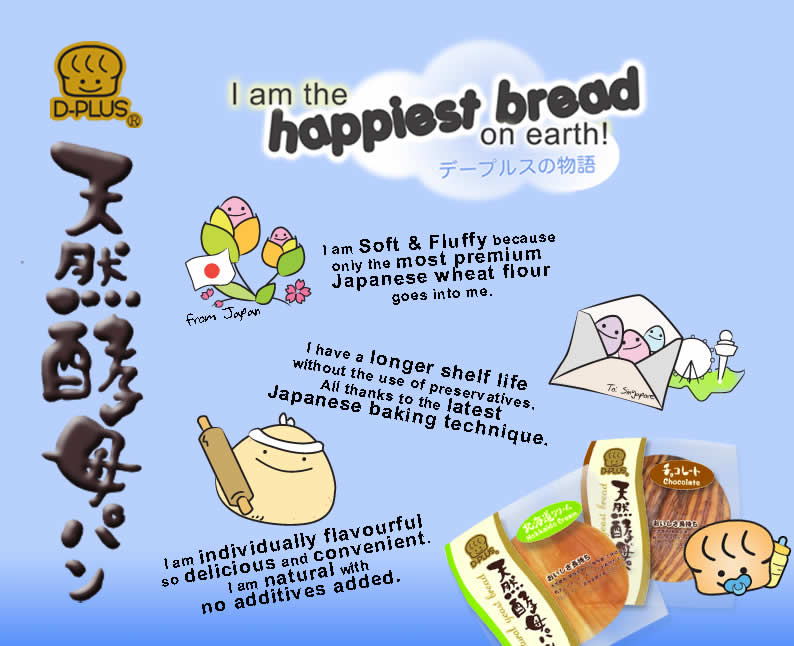 D-PLUS®
天然酵母パン
I am the
happiest bread
on earth!
デープルスの物語
I am Soft & Fluffy because
only the most premium
Japanese wheat flour
goes into me.
from Japan
I have a longer shelf life
without the use of preservatives.
All thanks to the latest
Japanese baking technique.
To: Singapore
I am individually flavourful
so delicious and convenient.
I am natural with
no additives added.
D-PLUS
チョコレート
Chocolate
天然酵母パン
yeast bread
おいしさ長持ち
D-PLUS
北海道クリーム
Hokkaido Cream
天然酵母パン
natural yeast bread
おいしさ長持ち